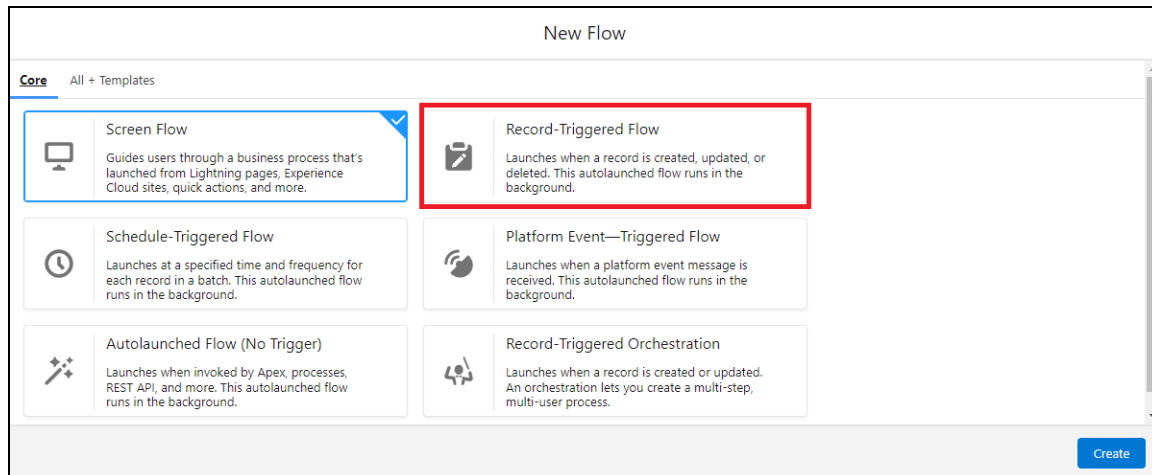 New Flow
Core
All + Templates
Screen Flow
Guides users through a business process that's
launched from Lightning pages, Experience
Cloud sites, quick actions, and more.
Record-Triggered Flow
Launches when a record is created, updated, or
deleted. This autolaunched flow runs in the
background.
Schedule-Triggered Flow
Launches at a specified time and frequency for
each record in a batch. This autolaunched flow
runs in the background.
Platform Event—Triggered Flow
Launches when a platform event message is
received. This autolaunched flow runs in the
background.
Autolaunched Flow (No Trigger)
Launches when invoked by Apex, processes,
REST API, and more. This autolaunched flow
runs in the background.
Record-Triggered Orchestration
Launches when a record is created or updated.
An orchestration lets you create a multi-step,
multi-user process.
Create